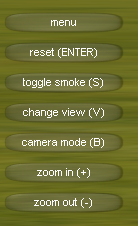 menu
reset (ENTER)
toggle smoke (S)
change view (V)
camera mode (B)
zoom in (+)
zoom out (-)